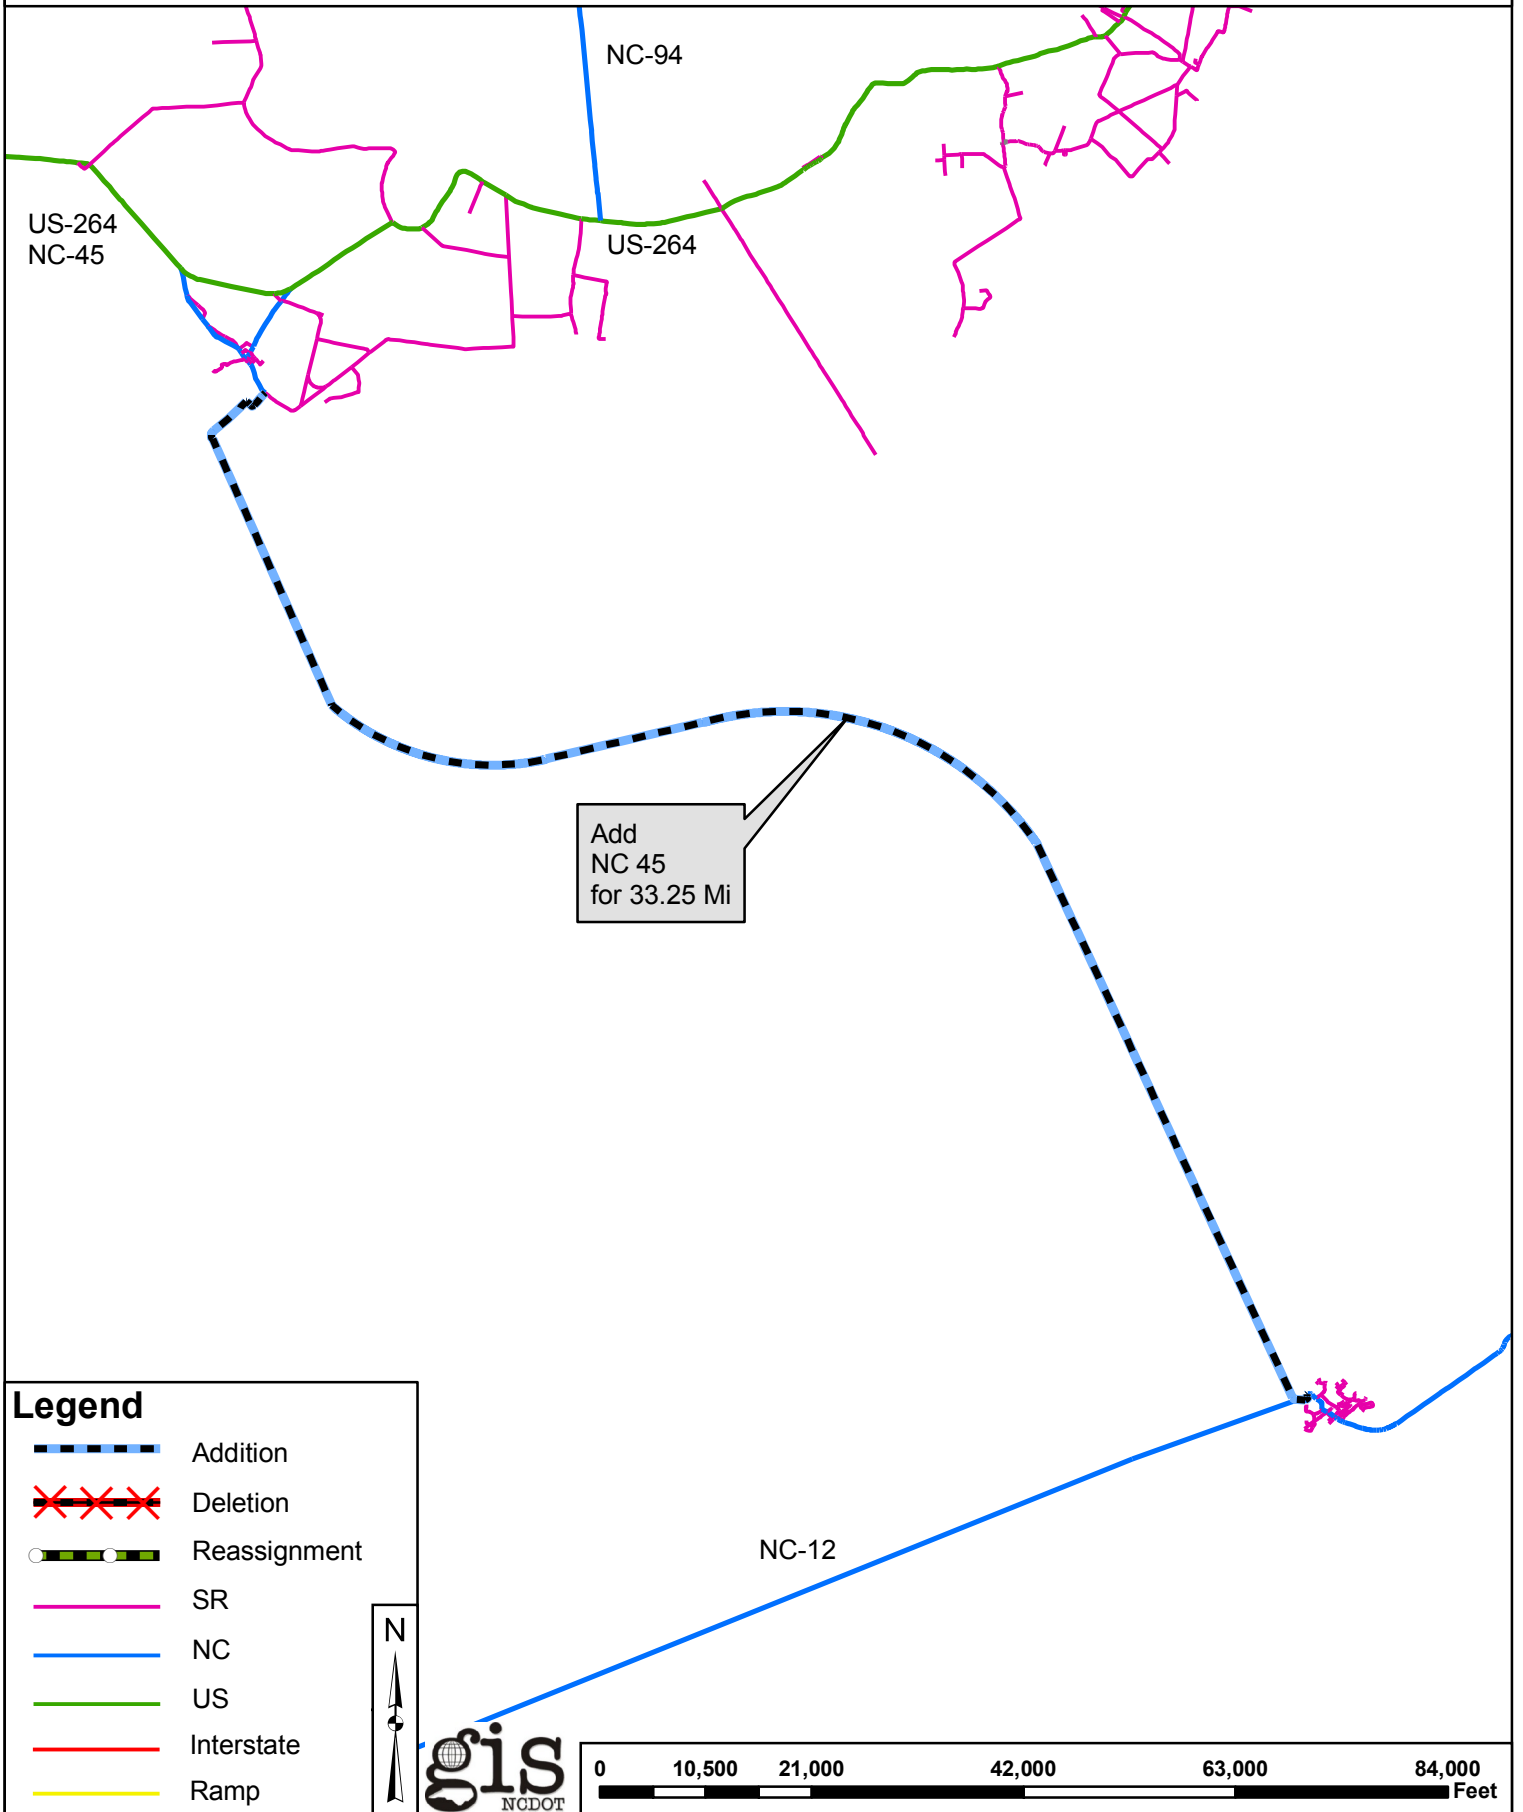 NC-94
US-264
NC-45
US-264
Add
NC 45
for 33.25 Mi
NC-12
Legend
Addition
Deletion
Reassignment
SR
NC
US
Interstate
Ramp
N
gis
NCDOT
0 10,500 21,000 42,000 63,000 84,000
Feet